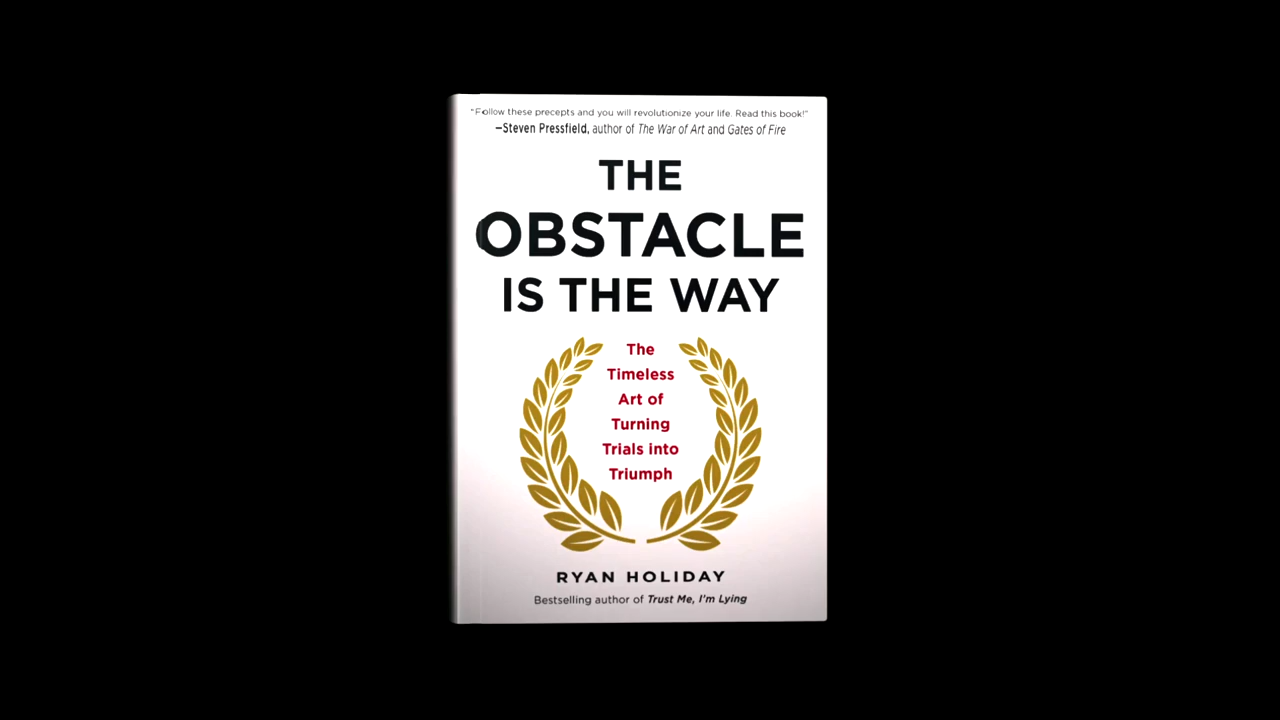 "Follow these precepts and you will revolutionize your life. Read this book!"
—Steven Pressfield, author of The War of Art and Gates of Fire
THE
OBSTACLE
IS THE WAY
The
Timeless
Art of
Turning
Trials into
Triumph
RYAN HOLIDAY
Bestselling author of Trust Me, I'm Lying